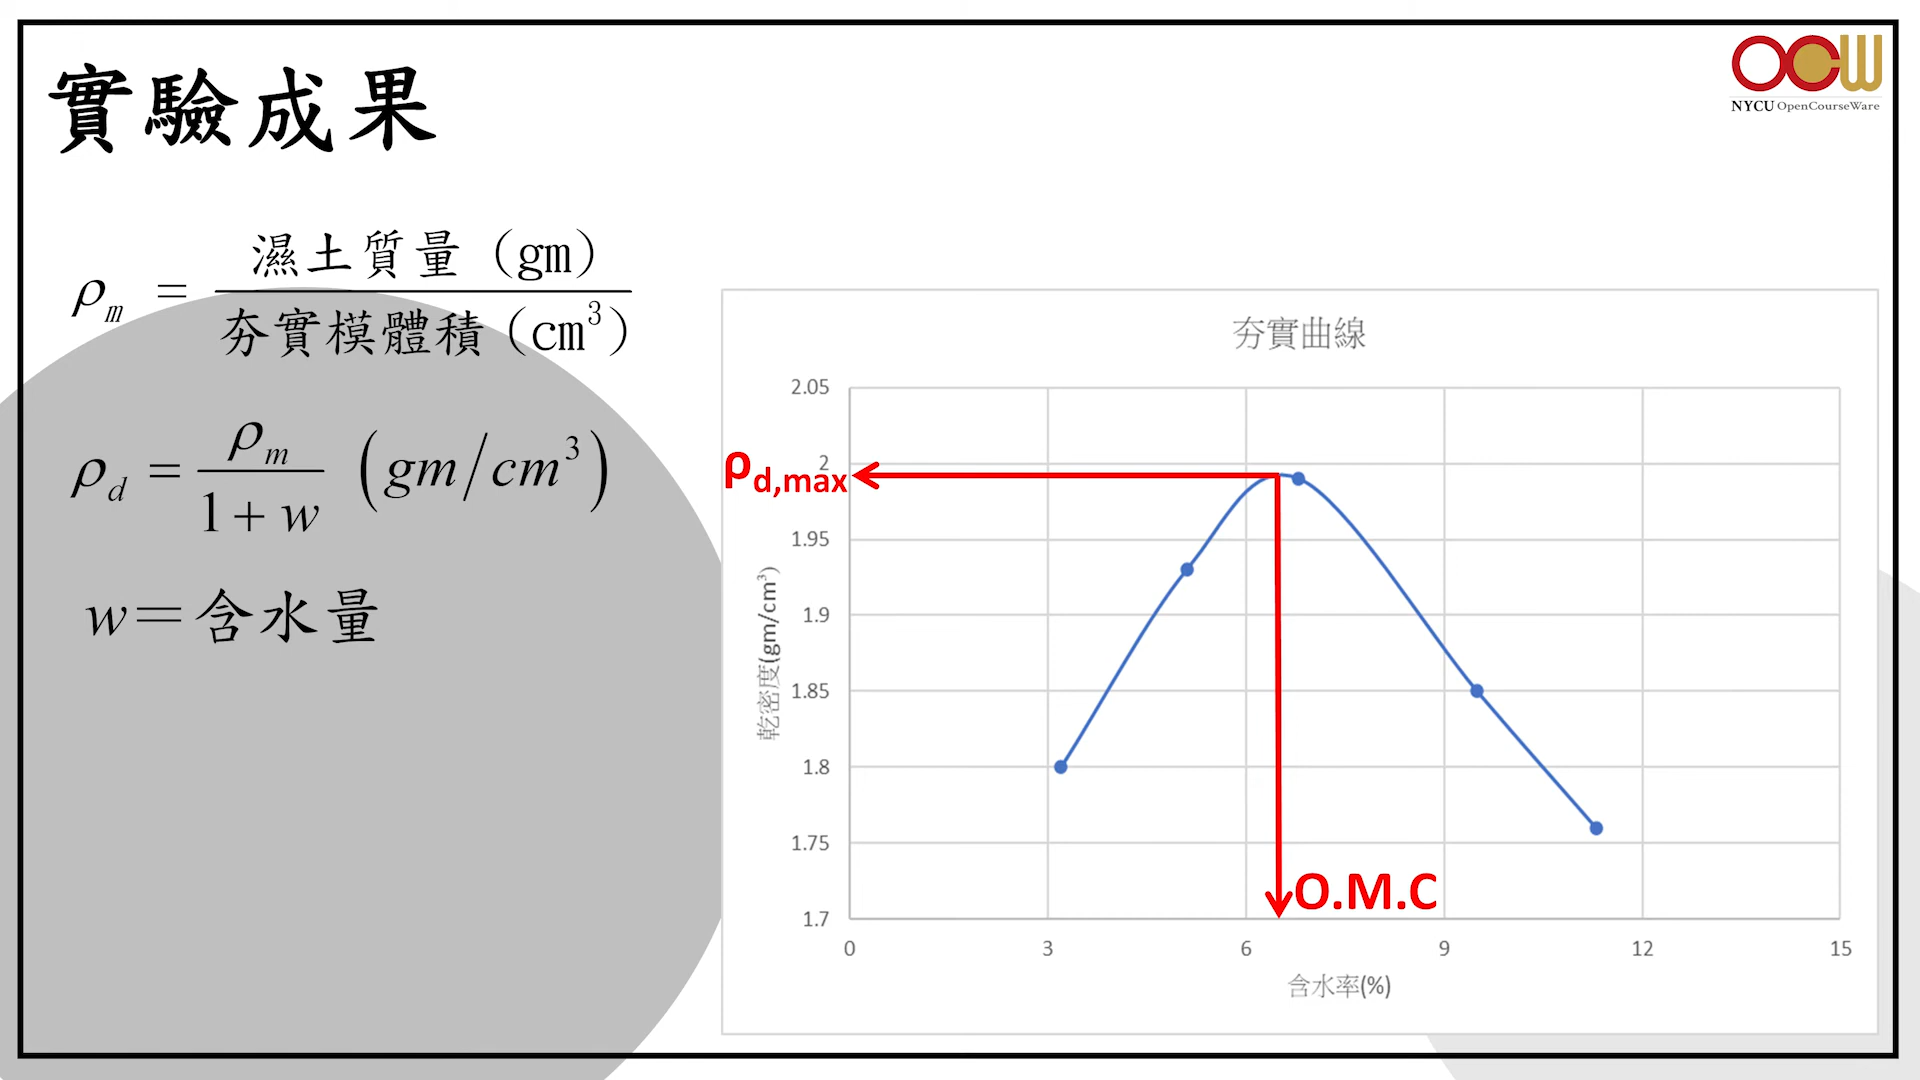 實驗成果
OCW
NYCU OpenCourseWare
ρm = 濕土質量（gm） / 夯實模體積（cm³）
ρd = ρm / 1 + w (gm/cm³)
w＝含水量
夯實曲線
2.05
2
1.95
1.9
1.85
1.8
1.75
1.7
ρd,max
乾密度(gm/cm³)
O.M.C
0 3 6 9 12 15
含水率(%)